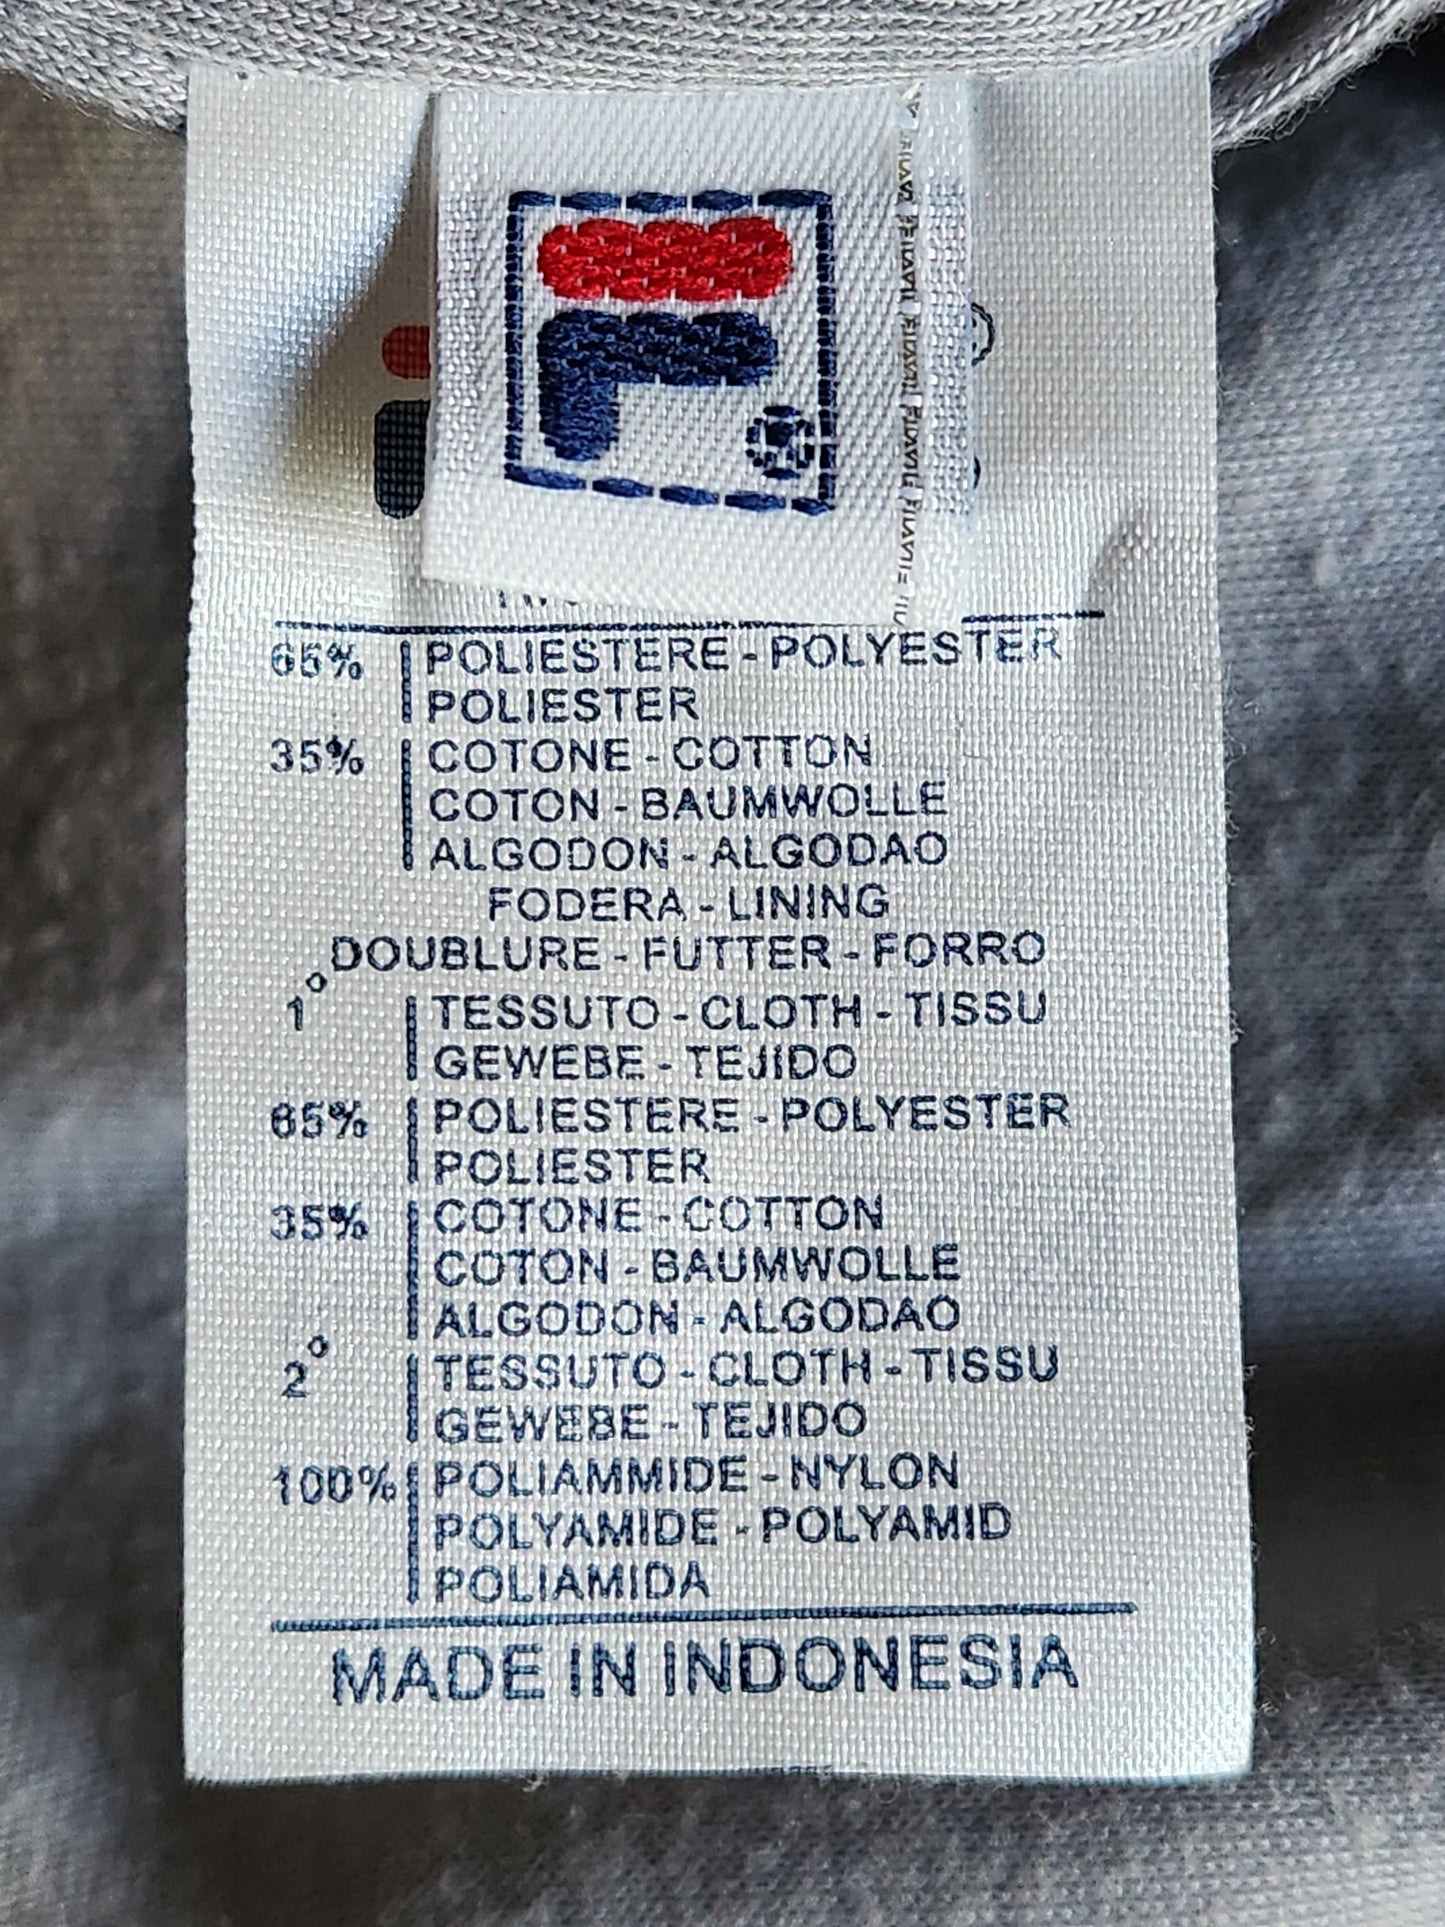 65% POLIESTERE - POLYESTER
POLIESTER
35% COTONE - COTTON
COTON - BAUMWOLLE
ALGODON - ALGODAO
FODERA - LINING
DOUBLURE - FUTTER - FORRO
1° TESSUTO - CLOTH - TISSU
GEWEBE - TEJIDO
65% POLIESTERE - POLYESTER
POLIESTER
35% COTONE - COTTON
COTON - BAUMWOLLE
ALGODON - ALGODAO
2° TESSUTO - CLOTH - TISSU
GEWEBE - TEJIDO
100% POLIAMMIDE - NYLON
POLYAMIDE - POLYAMID
POLIAMIDA
MADE IN INDONESIA